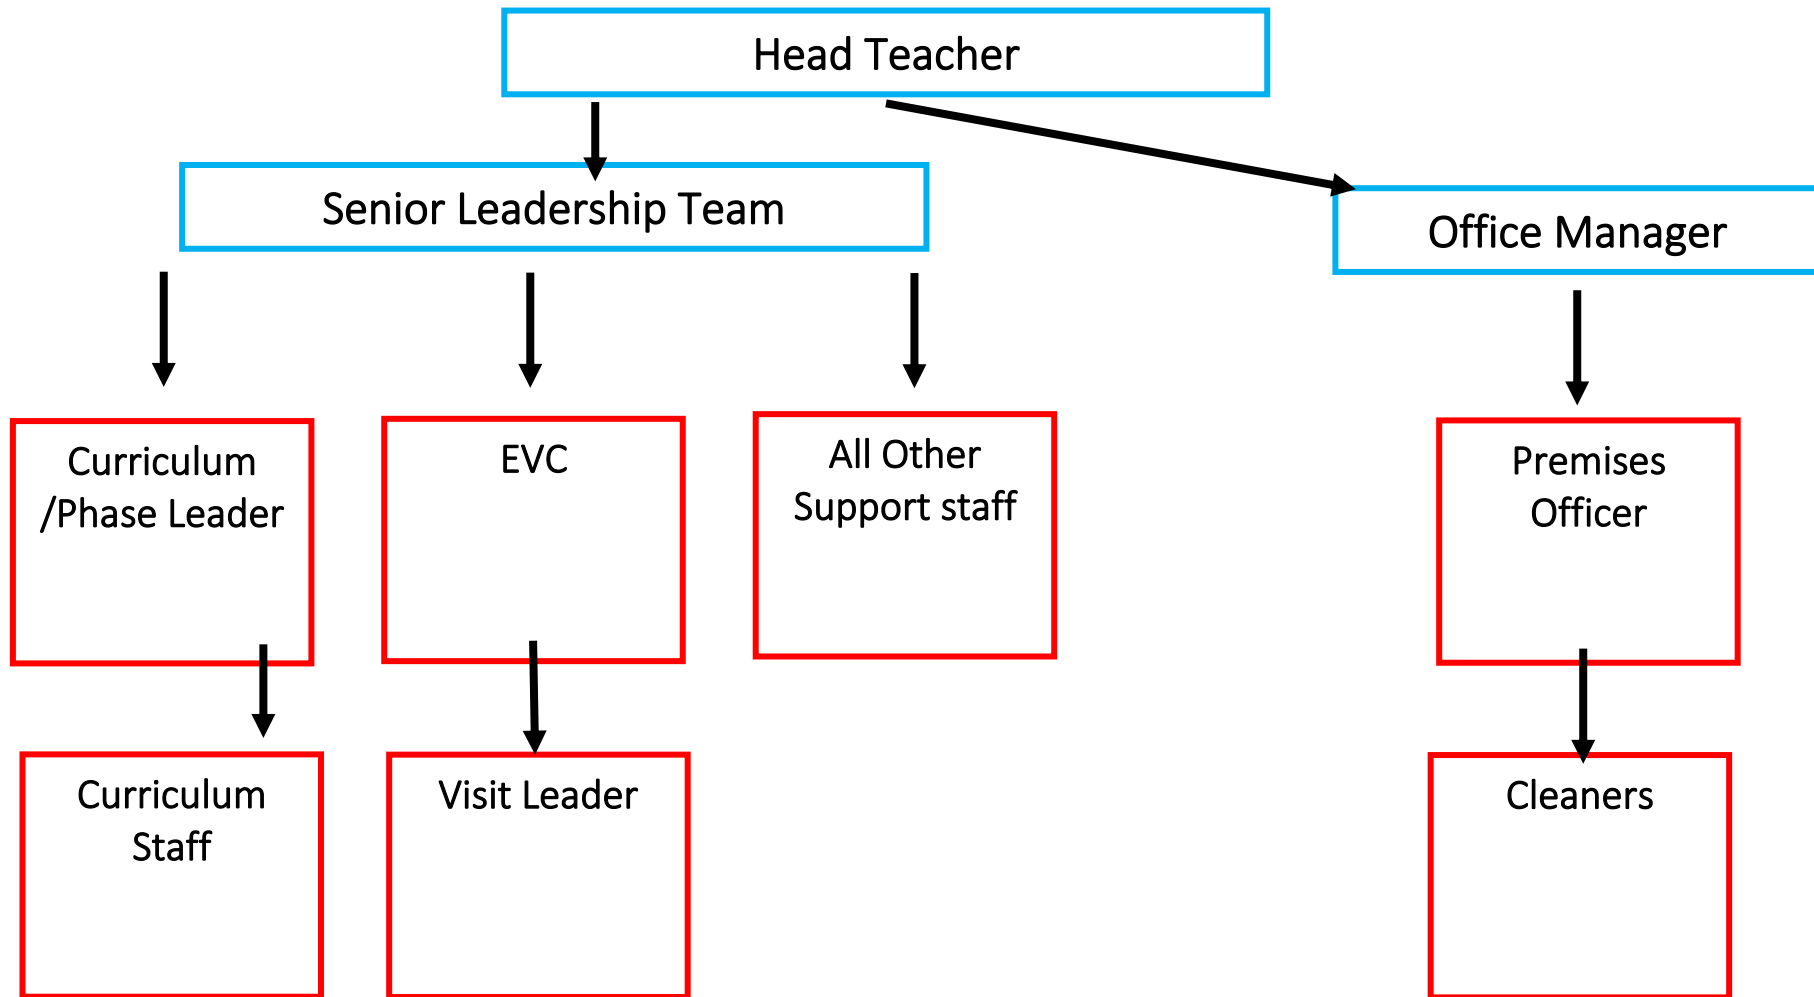 Head Teacher
Senior Leadership Team
Office Manager
Curriculum
/Phase Leader
EVC
All Other
Support staff
Premises
Officer
Curriculum
Staff
Visit Leader
Cleaners